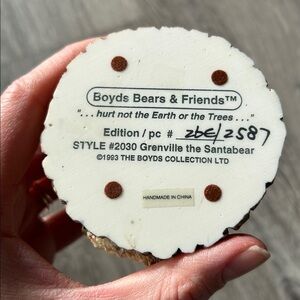 Boyds Bears & Friends™
"... hurt not the Earth or the Trees ..."
Edition / pc # 26E/2587
STYLE #2030 Grenville the Santabear
©1993 THE BOYDS COLLECTION LTD
HANDMADE IN CHINA